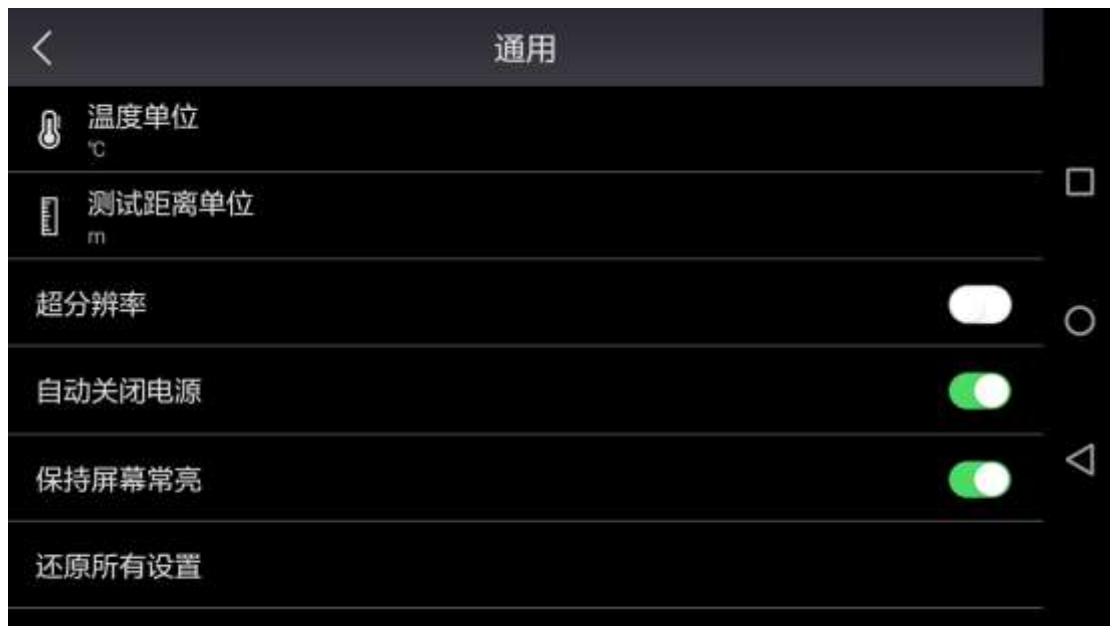 通用
温度单位
℃
测试距离单位
m
超分辨率
自动关闭电源
保持屏幕常亮
还原所有设置